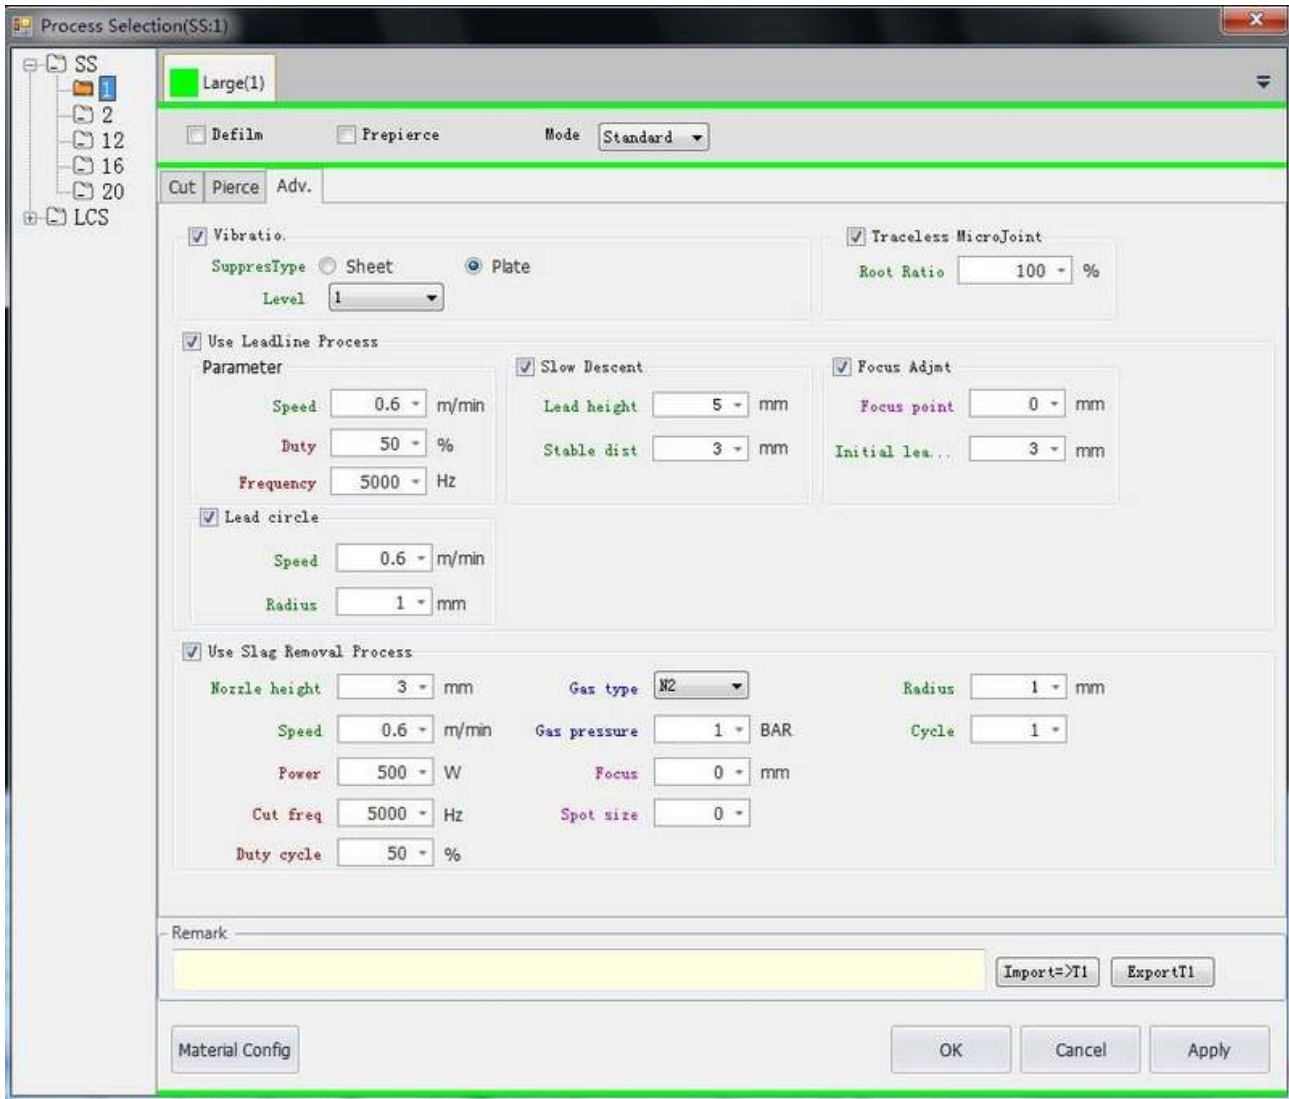 Process Selection(SS:1)
SS
1
2
12
16
20
LCS
Large(1)
Defilm
Prepierce
Mode Standard
Cut Pierce Adv.
Vibratio.
SuppresType Sheet Plate
Level 1
Traceless MicroJoint
Root Ratio 100 %
Use Leadline Process
Parameter
Speed 0.6 m/min
Duty 50 %
Frequency 5000 Hz
Slow Descent
Lead height 5 mm
Stable dist 3 mm
Focus Adjmt
Focus point 0 mm
Initial lea... 3 mm
Lead circle
Speed 0.6 m/min
Radius 1 mm
Use Slag Removal Process
Nozzle height 3 mm
Speed 0.6 m/min
Power 500 W
Cut freq 5000 Hz
Duty cycle 50 %
Gas type N2
Gas pressure 1 BAR
Focus 0 mm
Spot size 0
Radius 1 mm
Cycle 1
Remark
Import=>T1 ExportT1
Material Config OK Cancel Apply